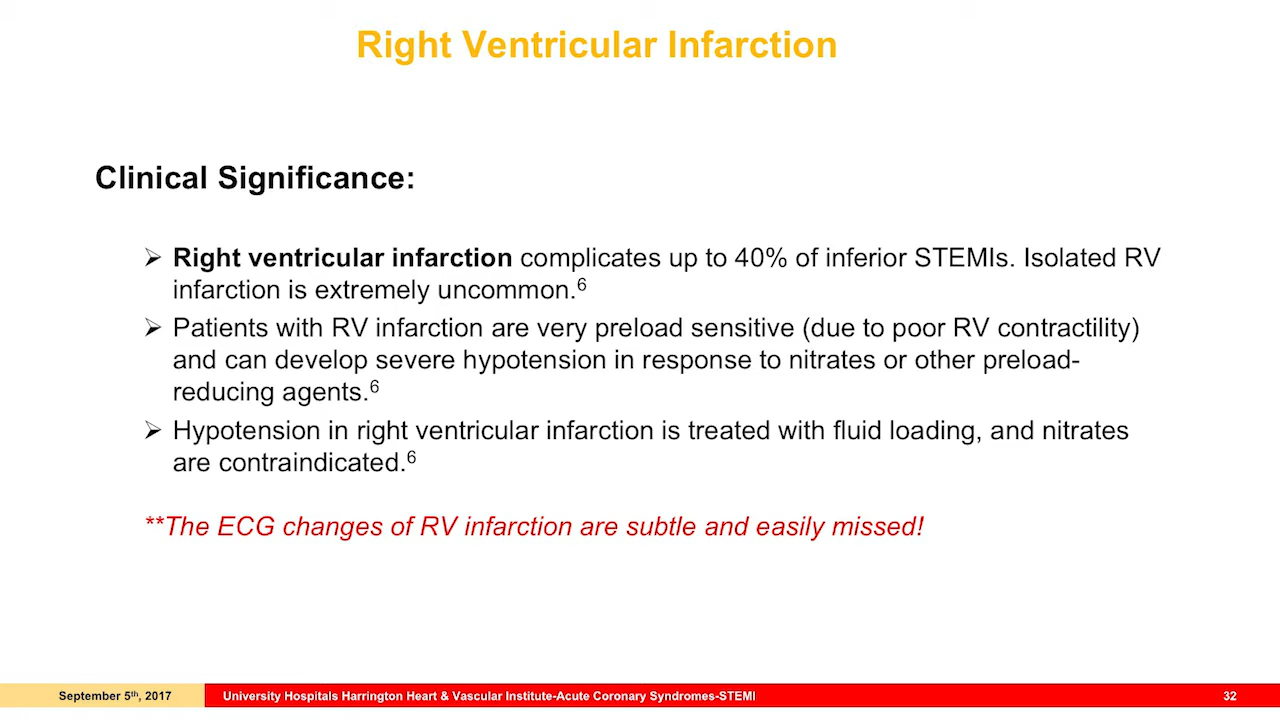 Right Ventricular Infarction
Clinical Significance:
➢ Right ventricular infarction complicates up to 40% of inferior STEMIs. Isolated RV
infarction is extremely uncommon.6
➢ Patients with RV infarction are very preload sensitive (due to poor RV contractility)
and can develop severe hypotension in response to nitrates or other preload-
reducing agents.6
➢ Hypotension in right ventricular infarction is treated with fluid loading, and nitrates
are contraindicated.6
**The ECG changes of RV infarction are subtle and easily missed!
September 5th, 2017
University Hospitals Harrington Heart & Vascular Institute-Acute Coronary Syndromes-STEMI
32